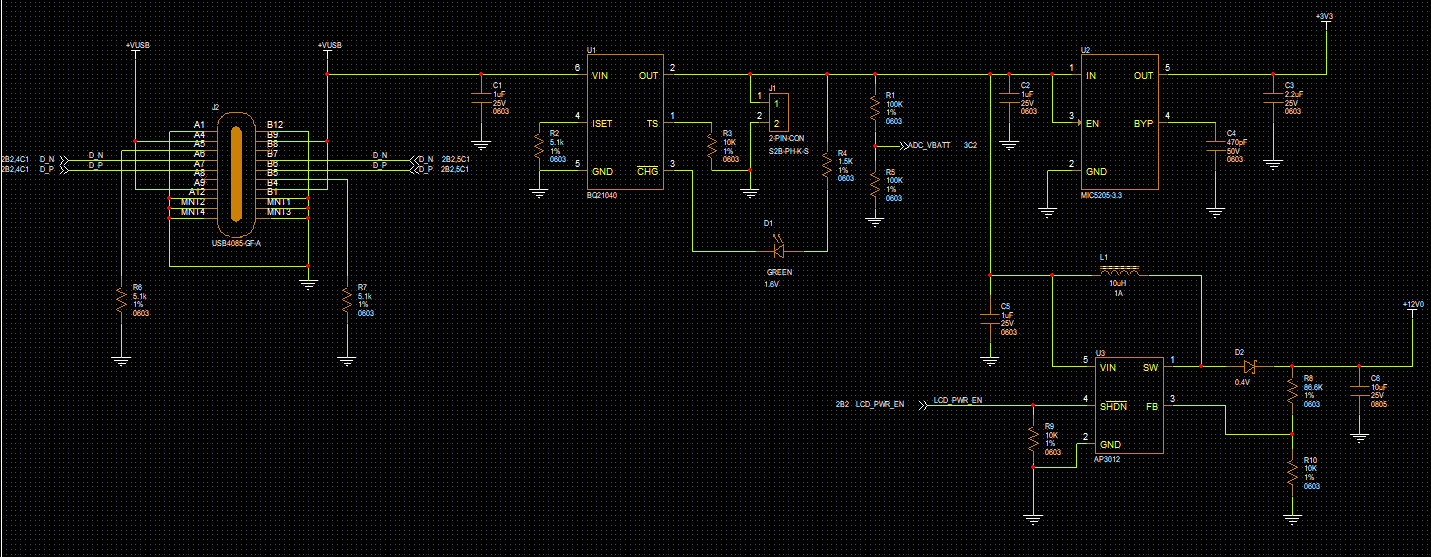 +3V3
+VUSB
+VUSB
U1
6
VIN
OUT
2
4
ISET
TS
1
5
GND
CHG
3
BQ21040
C1
1uF
25V
0603
R2
5.1k
1%
0603
R3
10K
1%
0603
J1
1
1
2
2
2-PIN-CON
S2B-PH-K-S
R4
1.5K
1%
0603
R1
100K
1%
0603
ADC_VBATT 3C2
R5
100K
1%
0603
D1
GREEN
1.6V
C2
1uF
25V
0603
U2
1
IN
OUT
5
3
EN
BYP
4
2
GND
MIC5205-3.3
C3
2.2uF
25V
0603
C4
470pF
50V
0603
J2
A1
A4
A5
A6
A7
A8
A9
A12
MNT2
MNT4
B12
B9
B8
B7
B6
B5
B4
B1
MNT1
MNT3
USB4085-GF-A
2B2,4C1 D_N
D_N
2B2,4C1 D_P
D_P
D_N
D_N 2B2,5C1
D_P
D_P 2B2,5C1
R6
5.1k
1%
0603
R7
5.1k
1%
0603
L1
10uH
1A
C5
1uF
25V
0603
+12V0
U3
5
VIN
SW
1
4
SHDN
FB
3
2
GND
AP3012
D2
0.4V
R8
86.6K
1%
0603
C6
10uF
25V
0805
2B2 LCD_PWR_EN
LCD_PWR_EN
R9
10K
1%
0603
R10
10K
1%
0603